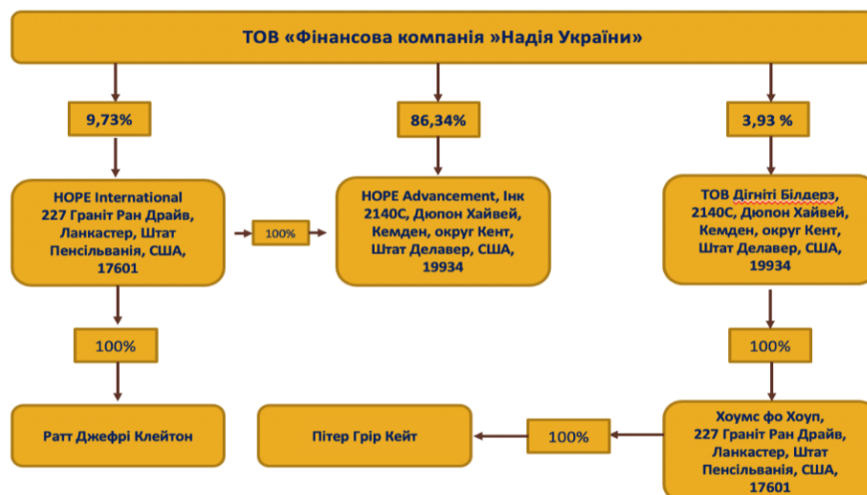 ТОВ «Фінансова компанія »Надія України»
9,73%
86,34%
3,93 %
HOPE International
227 Граніт Ран Драйв,
Ланкастер, Штат
Пенсільванія, США,
17601
100%
HOPE Advancement, Інк
2140С, Дюпон Хайвей,
Кемден, округ Кент,
Штат Делавер, США,
19934
ТОВ Дігніті Білдерз,
2140С, Дюпон Хайвей,
Кемден, округ Кент,
Штат Делавер, США,
19934
100%
100%
Ратт Джефрі Клейтон
Пітер Грір Кейт
100%
Хоумс фо Хоуп,
227 Граніт Ран Драйв,
Ланкастер, Штат
Пенсільванія, США,
17601